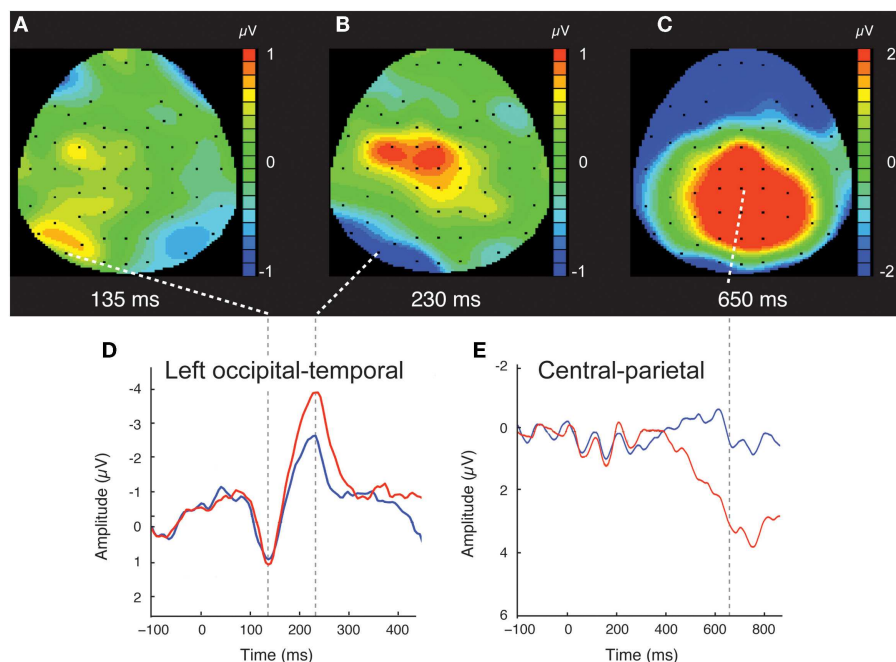 A
µV
1
0
-1
135 ms
B
µV
1
0
-1
230 ms
C
µV
2
0
-2
650 ms
D
Left occipital-temporal
Amplitude (µV)
-4
-3
-2
-1
0
1
2
−100
0
100
200
300
400
Time (ms)
E
Central-parietal
Amplitude (µV)
-2
0
2
4
6
−100
0
200
400
600
800
Time (ms)